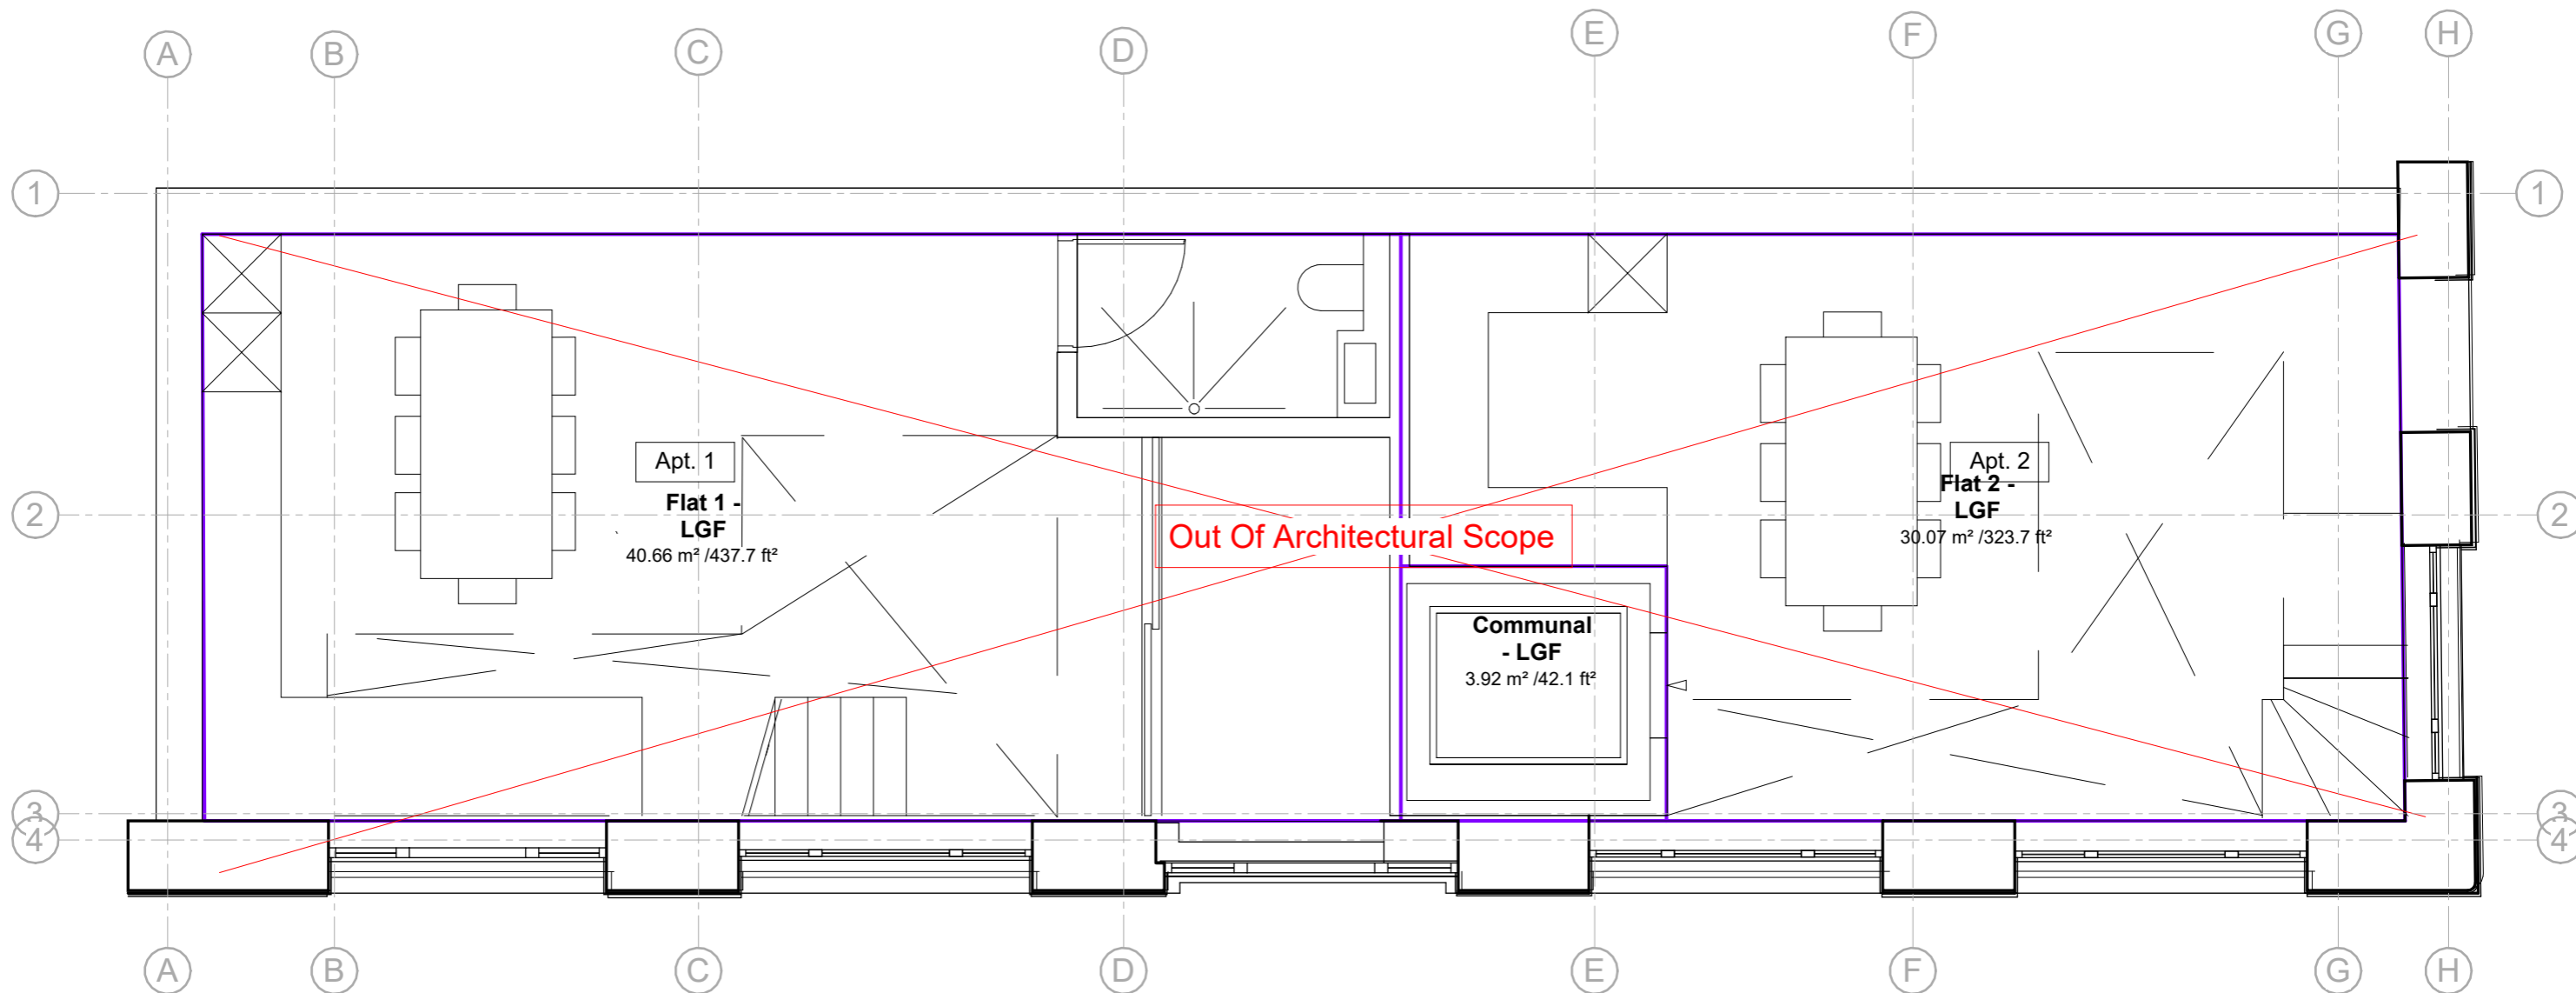 A
B
C
D
E
F
G
H
1
1
Apt. 1
Flat 1 -
LGF
40.66 m² /437.7 ft²
Apt. 2
Flat 2 -
LGF
30.07 m² /323.7 ft²
2
2
Out Of Architectural Scope
Communal
- LGF
3.92 m² /42.1 ft²
3
3
4
4
A
B
C
D
E
F
G
H